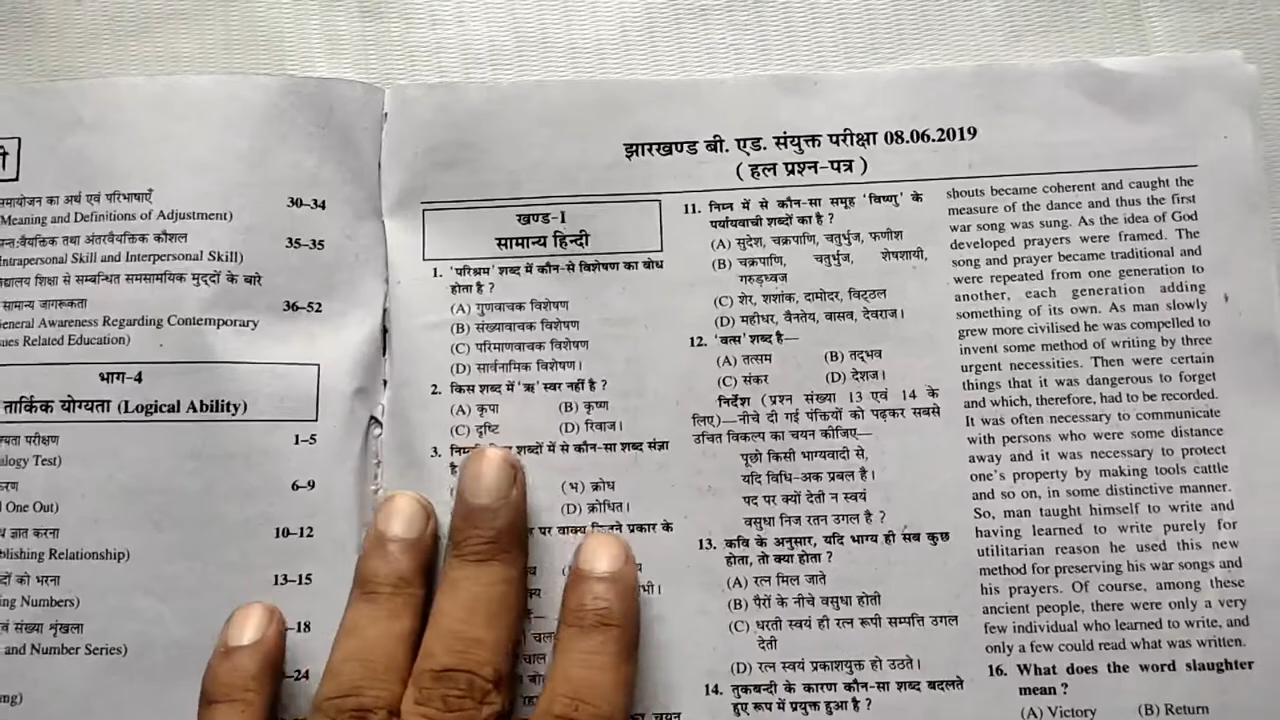 समायोजन का अर्थ एवं परिभाषाएँ 30–34
Meaning and Definitions of Adjustment)
वैयक्तिक तथा अंतरवैयक्तिक कौशल 35–35
Intrapersonal Skill and Interpersonal Skill)
शिक्षा से सम्बन्धित समसामयिक मुद्दों के बारे
सामान्य जागरूकता 36–52
General Awareness Regarding Contemporary
Related Education)
भाग-4
तार्किक योग्यता (Logical Ability)
परीक्षण 1–5
Test)
6–9
One Out)
ज्ञात करना 10–12
Relationship)
को भरना 13–15
Numbers)
संख्या शृंखला –18
and Number Series)
–24
झारखण्ड बी. एड. संयुक्त परीक्षा 08.06.2019
( हल प्रश्न-पत्र )
खण्ड-I
सामान्य हिन्दी
1. 'परिश्रम' शब्द में कौन-से विशेषण का बोध
होता है ?
(A) गुणवाचक विशेषण
(B) संख्यावाचक विशेषण
(C) परिमाणवाचक विशेषण
(D) सार्वनामिक विशेषण।
2. किस शब्द में 'ऋ' स्वर नहीं है ?
(A) कृपा (B) कृष्ण
(C) दृष्टि (D) रिवाज।
3. शब्दों में से कौन-सा शब्द संज्ञा
(भ) क्रोध
(D) क्रोधित।
पर वाक्य कितने प्रकार के
11. निम्न में से कौन-सा समूह 'विष्णु' के
पर्यायवाची शब्दों का है ?
(A) सुदेश, चक्रपाणि, चतुर्भुज, फणीश
(B) चक्रपाणि, चतुर्भुज, शेषशायी,
गरुड़ध्वज
(C) शेर, शशांक, दामोदर, विट्ठल
(D) महीधर, वैनतेय, वासव, देवराज।
12. 'वत्स' शब्द है—
(A) तत्सम (B) तद्भव
(C) संकर (D) देशज।
निर्देश (प्रश्न संख्या 13 एवं 14 के
लिए)—नीचे दी गई पंक्तियों को पढ़कर सबसे
उचित विकल्प का चयन कीजिए—
पूछो किसी भाग्यवादी से,
यदि विधि-अक प्रबल है।
पद पर क्यों देती न स्वयं
वसुधा निज रतन उगल है ?
13. कवि के अनुसार, यदि भाग्य ही सब कुछ
होता, तो क्या होता ?
(A) रत्न मिल जाते
(B) पैरों के नीचे वसुधा होती
(C) धरती स्वयं ही रत्न रूपी सम्पत्ति उगल
देती
(D) रत्न स्वयं प्रकाशयुक्त हो उठते।
14. तुकबन्दी के कारण कौन-सा शब्द बदलते
हुए रूप में प्रयुक्त हुआ है ?
shouts became coherent and caught the
measure of the dance and thus the first
war song was sung. As the idea of God
developed prayers were framed. The
song and prayer became traditional and
were repeated from one generation to
another, each generation adding
something of its own. As man slowly
grew more civilised he was compelled to
invent some method of writing by three
urgent necessities. Then were certain
things that it was dangerous to forget
and which, therefore, had to be recorded.
It was often necessary to communicate
with persons who were some distance
away and it was necessary to protect
one's property by making tools cattle
and so on, in some distinctive manner.
So, man taught himself to write and
having learned to write purely for
utilitarian reason he used this new
method for preserving his war songs and
his prayers. Of course, among these
ancient people, there were only a very
few individual who learned to write, and
only a few could read what was written.
16. What does the word slaughter
mean ?
(A) Victory (B) Return